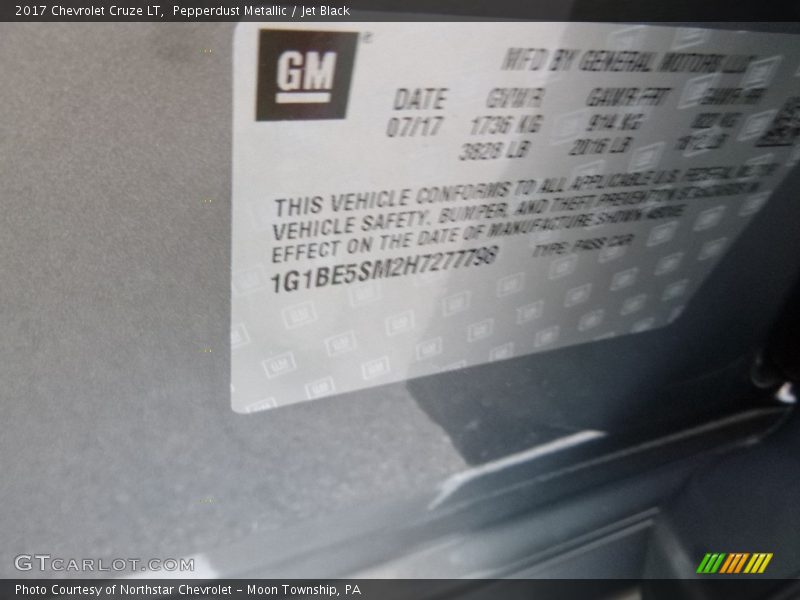 2017 Chevrolet Cruze LT, Pepperdust Metallic / Jet Black
GM
MFD BY GENERAL MOTORS LLC
DATE GVWR GAWR FRT GAWR RR
07/17 1736 KG 914 KG
3828 LB 2016 LB
THIS VEHICLE CONFORMS TO ALL APPLICABLE U.S. FEDERAL MOTOR
VEHICLE SAFETY, BUMPER, AND THEFT PREVENTION STANDARDS IN
EFFECT ON THE DATE OF MANUFACTURE SHOWN ABOVE
1G1BE5SM2H7277798 TYPE: PASS CAR
GTCARLOT.COM
Photo Courtesy of Northstar Chevrolet - Moon Township, PA